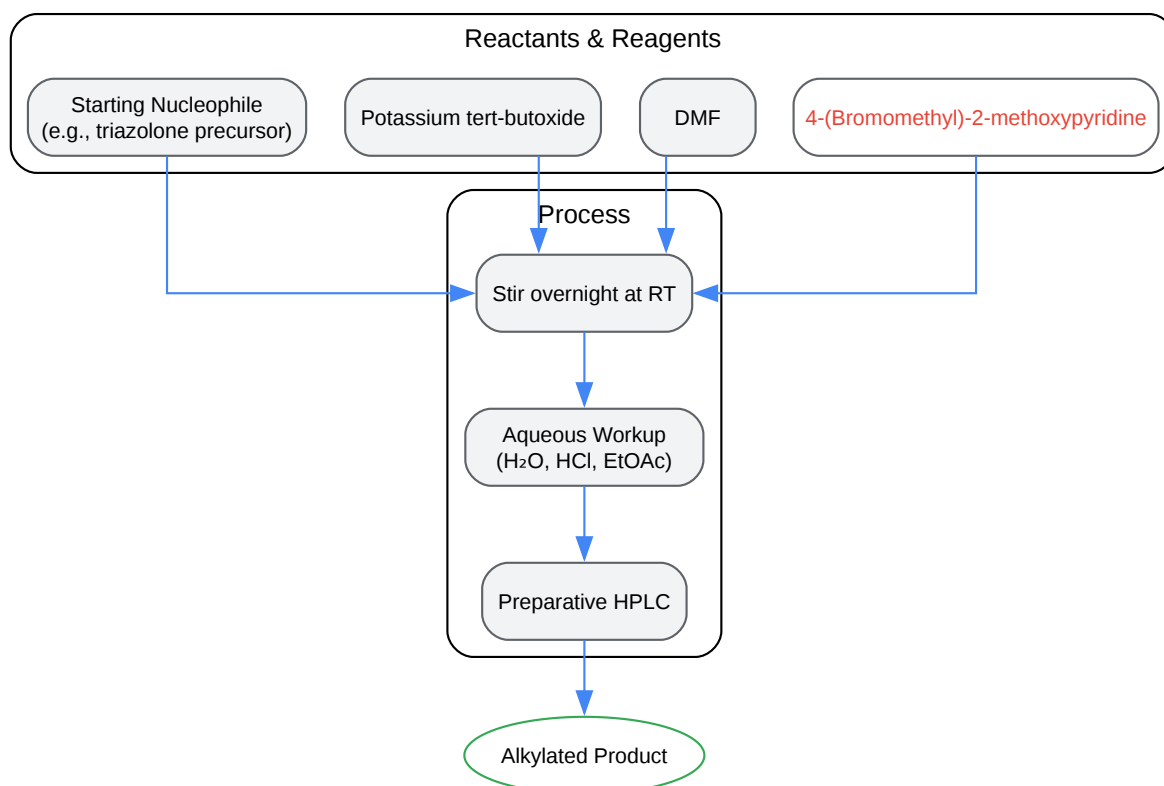 Reactants & Reagents
Starting Nucleophile
(e.g., triazolone precursor)
Potassium tert-butoxide
DMF
4-(Bromomethyl)-2-methoxypyridine
Process
Stir overnight at RT
Aqueous Workup
(H₂O, HCl, EtOAc)
Preparative HPLC
Alkylated Product